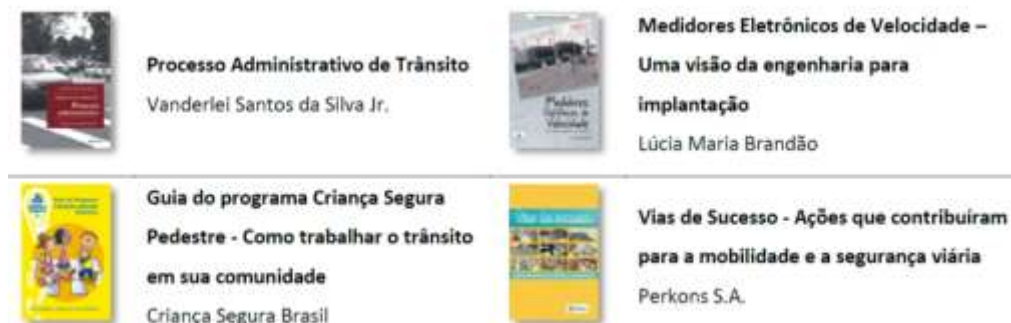 Processo Administrativo de Trânsito
Vanderlei Santos da Silva Jr.
Medidores Eletrônicos de Velocidade –
Uma visão da engenharia para
implantação
Lúcia Maria Brandão
Guia do programa Criança Segura
Pedestre - Como trabalhar o trânsito
em sua comunidade
Criança Segura Brasil
Vias de Sucesso - Ações que contribuíram
para a mobilidade e a segurança viária
Perkons S.A.